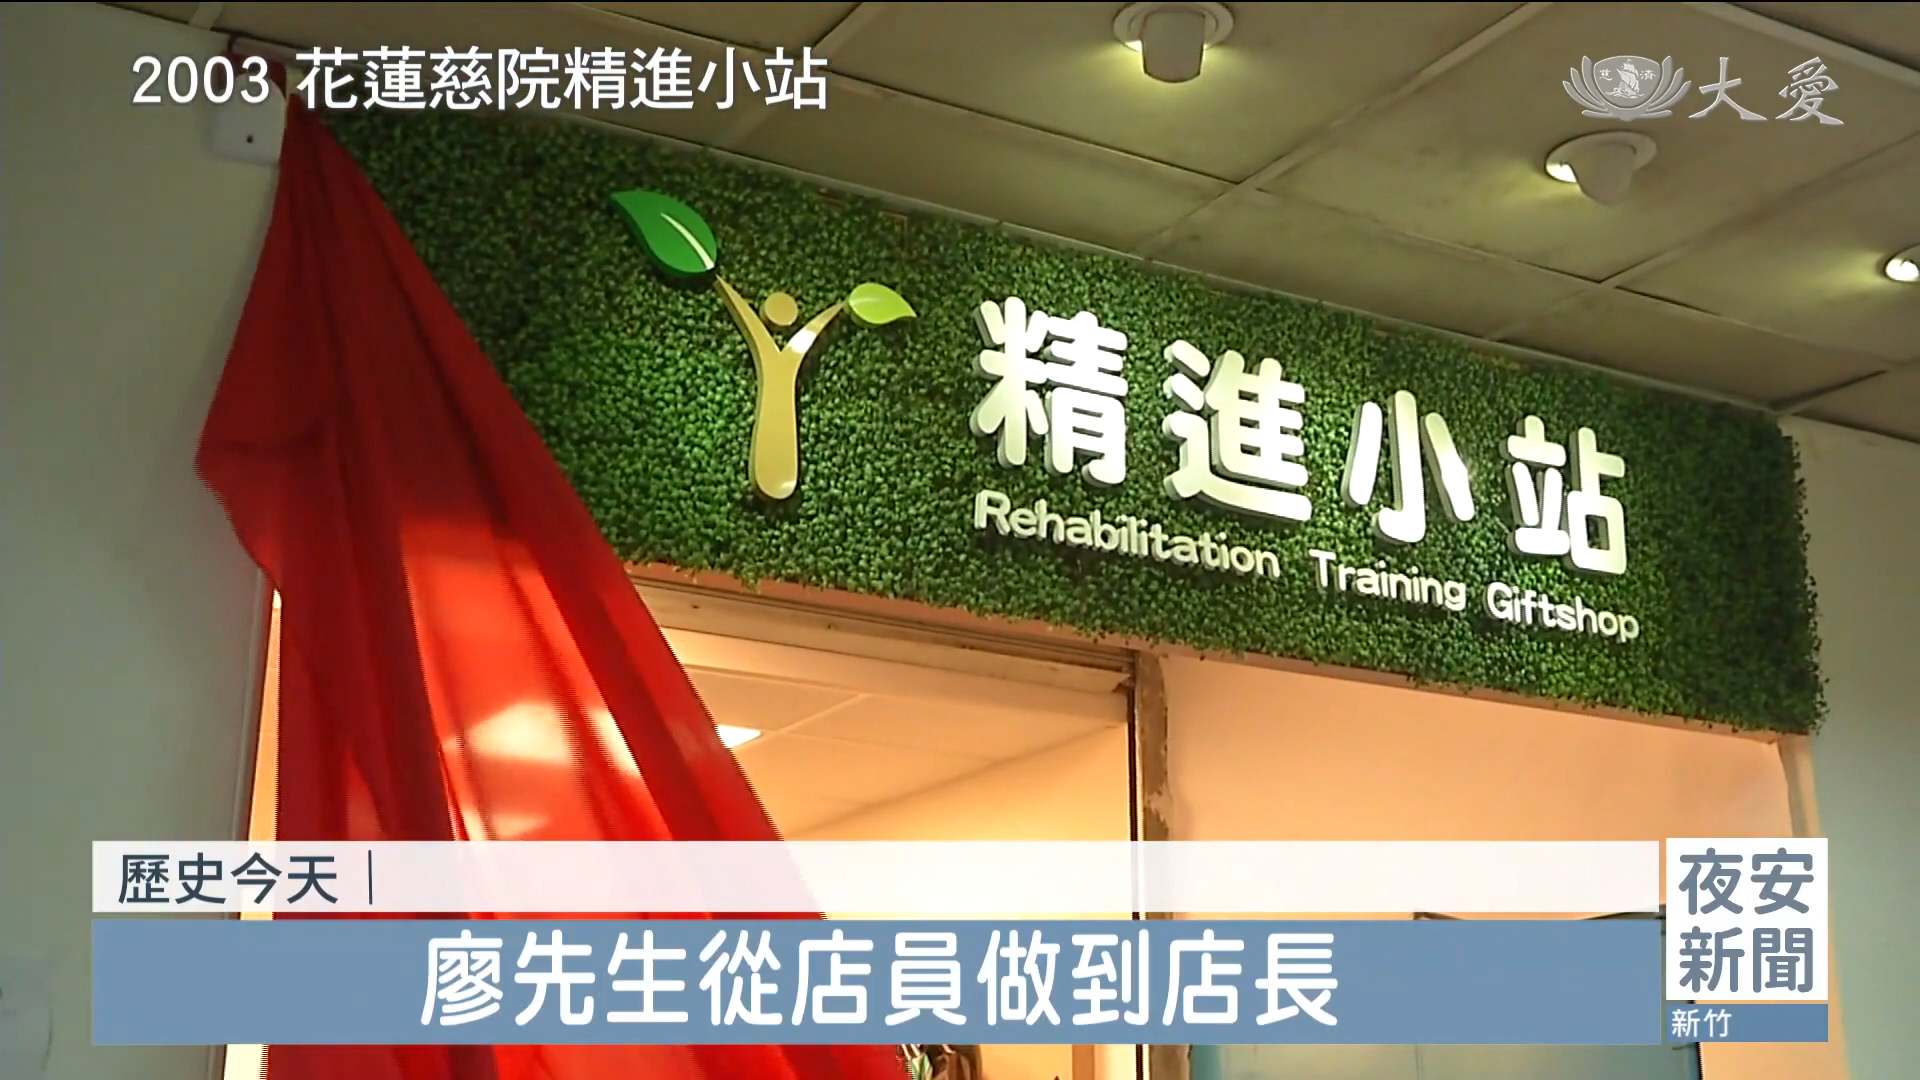 2003 花蓮慈院精進小站
慈濟 大愛
精進小站
Rehabilitation Training Giftshop
歷史今天
廖先生從店員做到店長
夜安
新聞
新竹